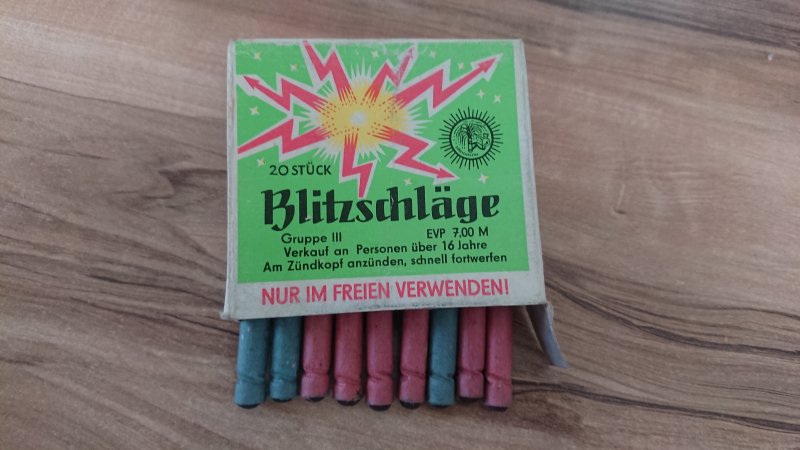 20 STÜCK
Blitzschläge
Gruppe III EVP 7.00 M
Verkauf an Personen über 16 Jahre
Am Zündkopf anzünden, schnell fortwerfen
NUR IM FREIEN VERWENDEN!